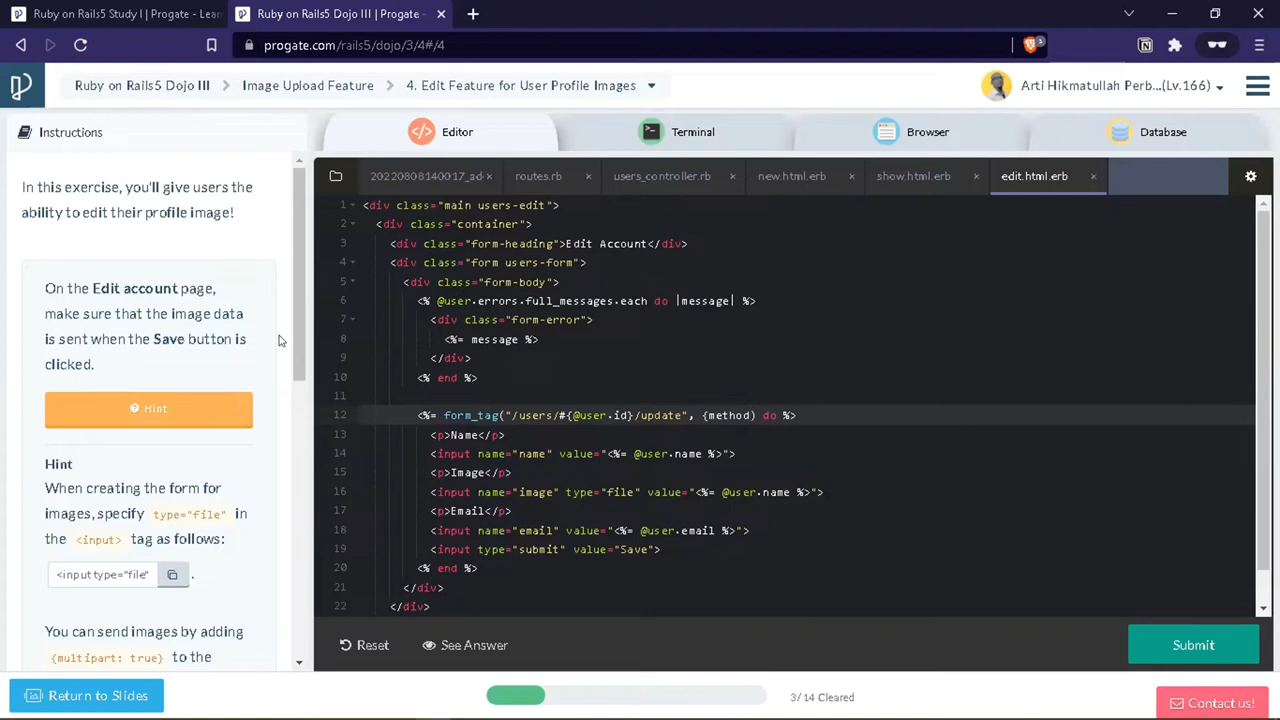 Ruby on Rails5 Study I | Progate - Lear
Ruby on Rails5 Dojo III | Progate -
progate.com/rails5/dojo/3/4#/4
Ruby on Rails5 Dojo III
Image Upload Feature
4. Edit Feature for User Profile Images
Arti Hikmatullah Perb...(Lv.166)
Instructions
Editor
Terminal
Browser
Database
In this exercise, you'll give users the
ability to edit their profile image!
On the Edit account page,
make sure that the image data
is sent when the Save button is
clicked.
Hint
Hint
When creating the form for
images, specify type="file" in
the <input> tag as follows:
<input type="file" .
You can send images by adding
{multipart: true} to the
20220808140017_ad
routes.rb
users_controller.rb
new.html.erb
show.html.erb
edit.html.erb
1 <div class="main users-edit">
2 <div class="container">
3 <div class="form-heading">Edit Account</div>
4 <div class="form users-form">
5 <div class="form-body">
6 <% @user.errors.full_messages.each do |message| %>
7 <div class="form-error">
8 <%= message %>
9 </div>
10 <% end %>
11
12 <%= form_tag("/users/#{@user.id}/update", {method) do %>
13 <p>Name</p>
14 <input name="name" value="<%= @user.name %>">
15 <p>Image</p>
16 <input name="image" type="file" value="<%= @user.name %>">
17 <p>Email</p>
18 <input name="email" value="<%= @user.email %>">
19 <input type="submit" value="Save">
20 <% end %>
21 </div>
22 </div>
Reset
See Answer
Submit
Return to Slides
3/14 Cleared
Contact us!